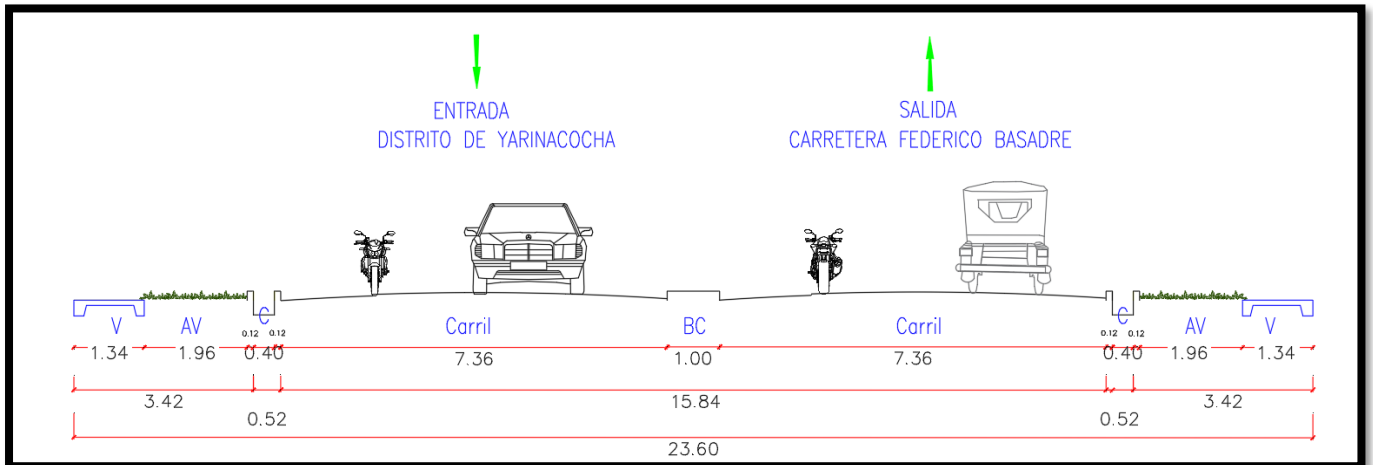 ENTRADA
DISTRITO DE YARINACOCHA
SALIDA
CARRETERA FEDERICO BASADRE
V
AV
C
Carril
BC
Carril
C
AV
V
0.12
0.12
0.12
0.12
1.34
1.96
0.40
7.36
1.00
7.36
0.40
1.96
1.34
3.42
0.52
15.84
0.52
3.42
23.60